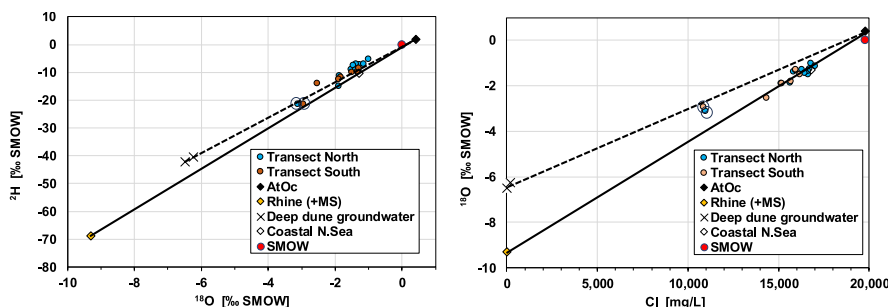 10
0
-10
-20
-30
-40
-50
-60
-70
-80
²H [‰ SMOW]
Transect North
Transect South
AtOc
Rhine (+MS)
Deep dune groundwater
Coastal N.Sea
SMOW
-10 -8 -6 -4 -2 0 2
¹⁸O [‰ SMOW]
2
0
-2
-4
-6
-8
-10
¹⁸O [‰ SMOW]
Transect North
Transect South
AtOc
Rhine (+MS)
Deep dune groundwater
Coastal N.Sea
SMOW
0 5,000 10,000 15,000 20,000
Cl [mg/L]